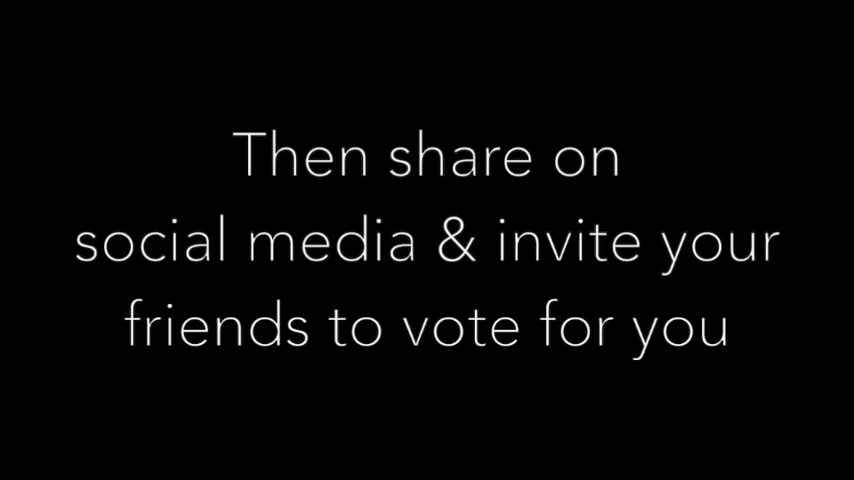 Then share on
social media & invite your
friends to vote for you